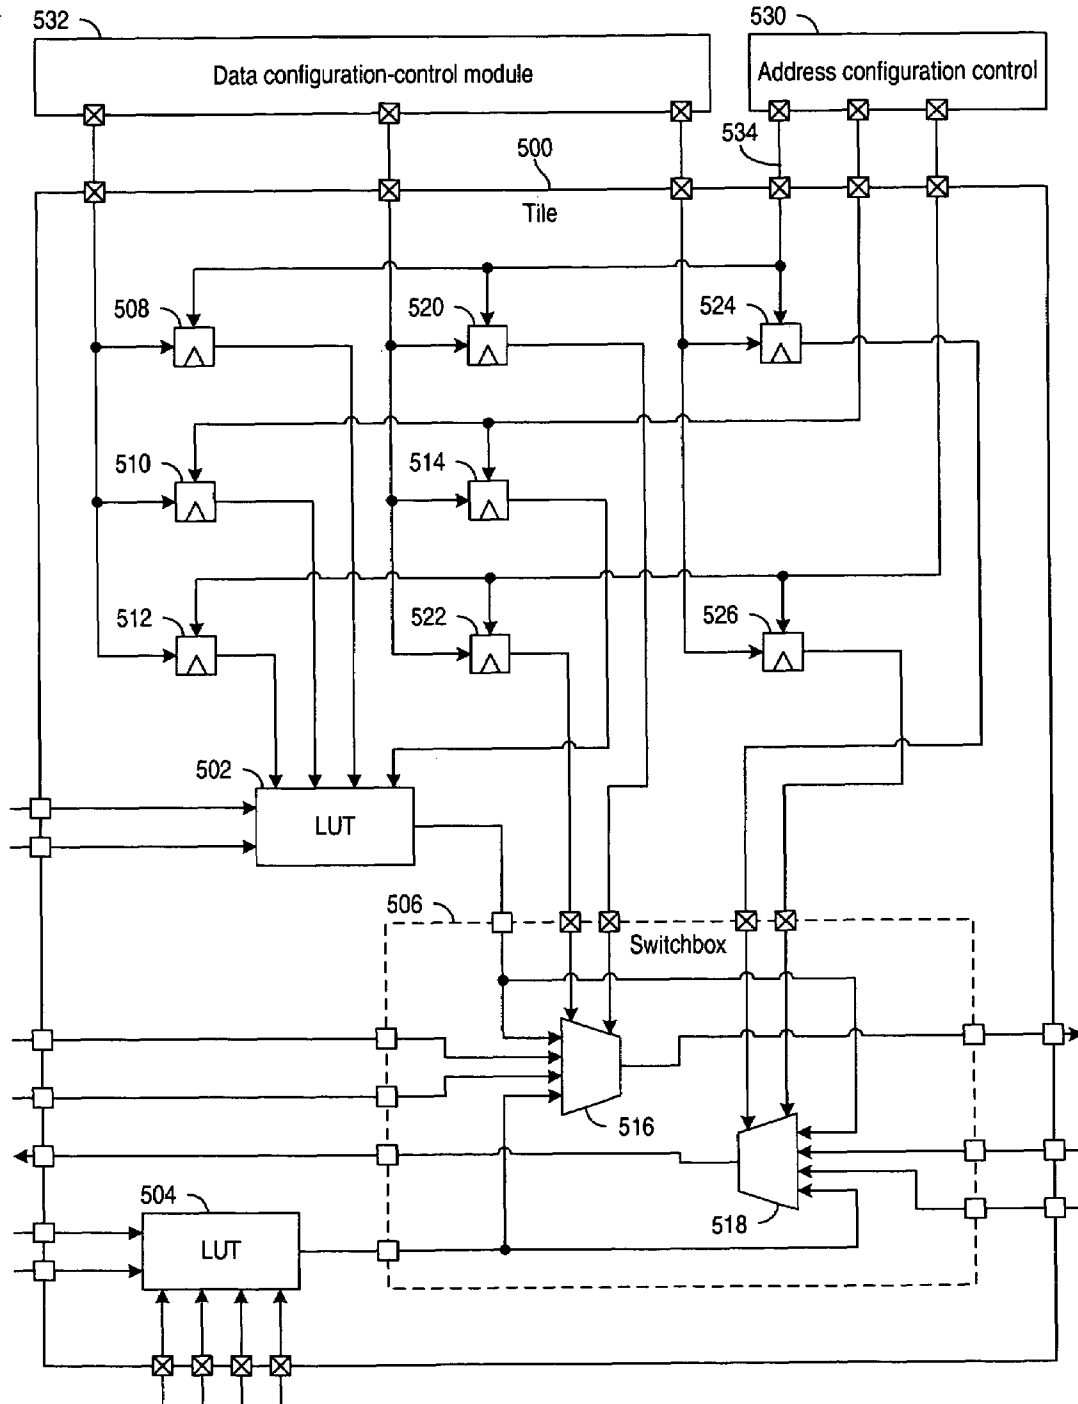 532
530
Data configuration-control module
Address configuration control
534
500
Tile
508
520
524
510
514
512
522
526
502
LUT
506
Switchbox
516
504
LUT
518